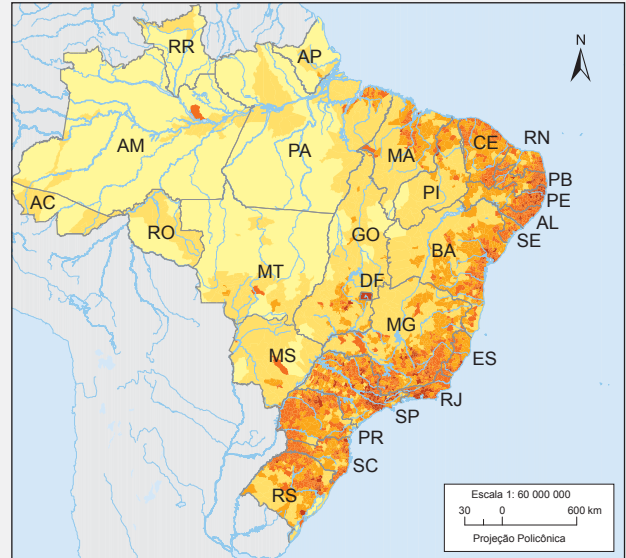 RR
AP
N
AM
PA
MA
CE
RN
PB
PE
AL
SE
PI
AC
RO
MT
GO
BA
DF
MG
MS
ES
RJ
SP
PR
SC
RS
Escala 1: 60 000 000
30 0 600 km
Projeção Policônica